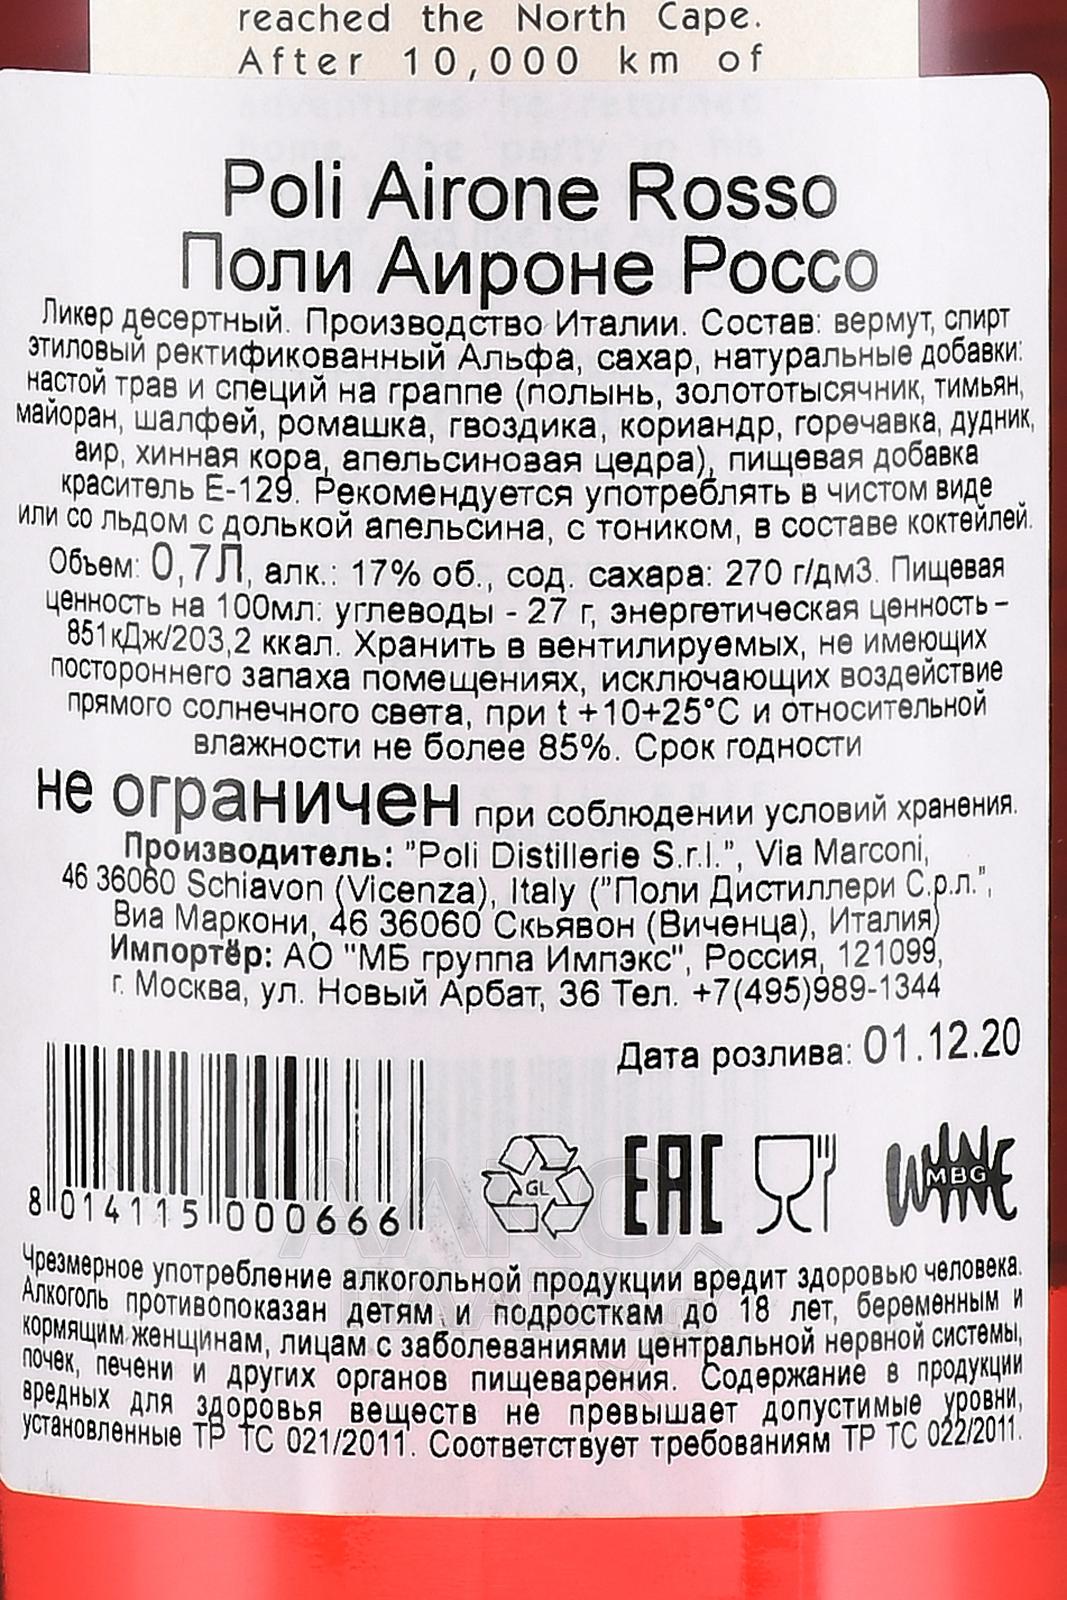 reached the North Cape.
After 10,000 km of
Poli Airone Rosso
Поли Аироне Россо
Ликер десертный. Производство Италии. Состав: вермут, спирт
этиловый ректификованный Альфа, сахар, натуральные добавки:
настой трав и специй на граппе (полынь, золототысячник, тимьян,
майоран, шалфей, ромашка, гвоздика, кориандр, горечавка, дудник,
аир, хинная кора, апельсиновая цедра), пищевая добавка
краситель Е-129. Рекомендуется употреблять в чистом виде
или со льдом с долькой апельсина, с тоником, в составе коктейлей.
Объем: 0,7Л, алк.: 17% об., сод. сахара: 270 г/дм3. Пищевая
ценность на 100мл: углеводы - 27 г, энергетическая ценность –
851кДж/203,2 ккал. Хранить в вентилируемых, не имеющих
постороннего запаха помещениях, исключающих воздействие
прямого солнечного света, при t +10+25°С и относительной
влажности не более 85%. Срок годности
не ограничен при соблюдении условий хранения.
Производитель: "Poli Distillerie S.r.l.", Via Marconi,
46 36060 Schiavon (Vicenza), Italy ("Поли Дистиллери С.р.л.",
Виа Маркони, 46 36060 Скьявон (Виченца), Италия)
Импортёр: АО "МБ группа Импэкс", Россия, 121099,
г. Москва, ул. Новый Арбат, 36 Тел. +7(495)989-1344
Дата розлива: 01.12.20
GL
EAC
WINE
MBG
8 014115 000666
Чрезмерное употребление алкогольной продукции вредит здоровью человека.
Алкоголь противопоказан детям и подросткам до 18 лет, беременным и
кормящим женщинам, лицам с заболеваниями центральной нервной системы,
почек, печени и других органов пищеварения. Содержание в продукции
вредных для здоровья веществ не превышает допустимые уровни,
установленные ТР ТС 021/2011. Соответствует требованиям ТР ТС 022/2011.